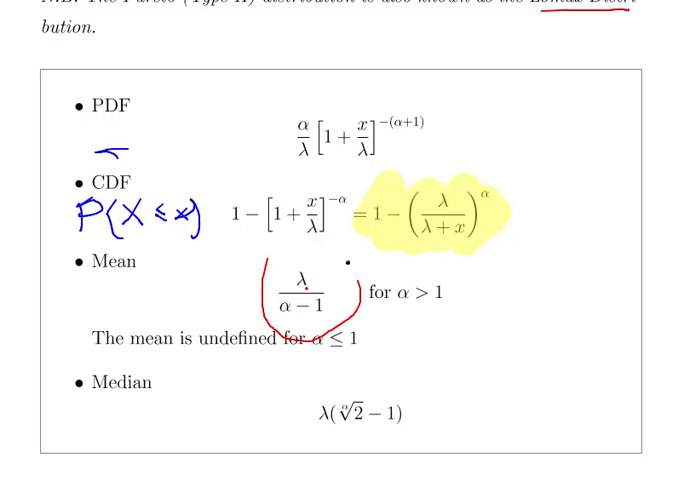 bution.
• PDF
α/λ [1 + x/λ]^−(α+1)
• CDF
P(X ≤ x) 1 − [1 + x/λ]^−α = 1 − (λ/(λ + x))^α
• Mean
λ/(α − 1) for α > 1
The mean is undefined for α ≤ 1
• Median
λ(ᵅ√2 − 1)